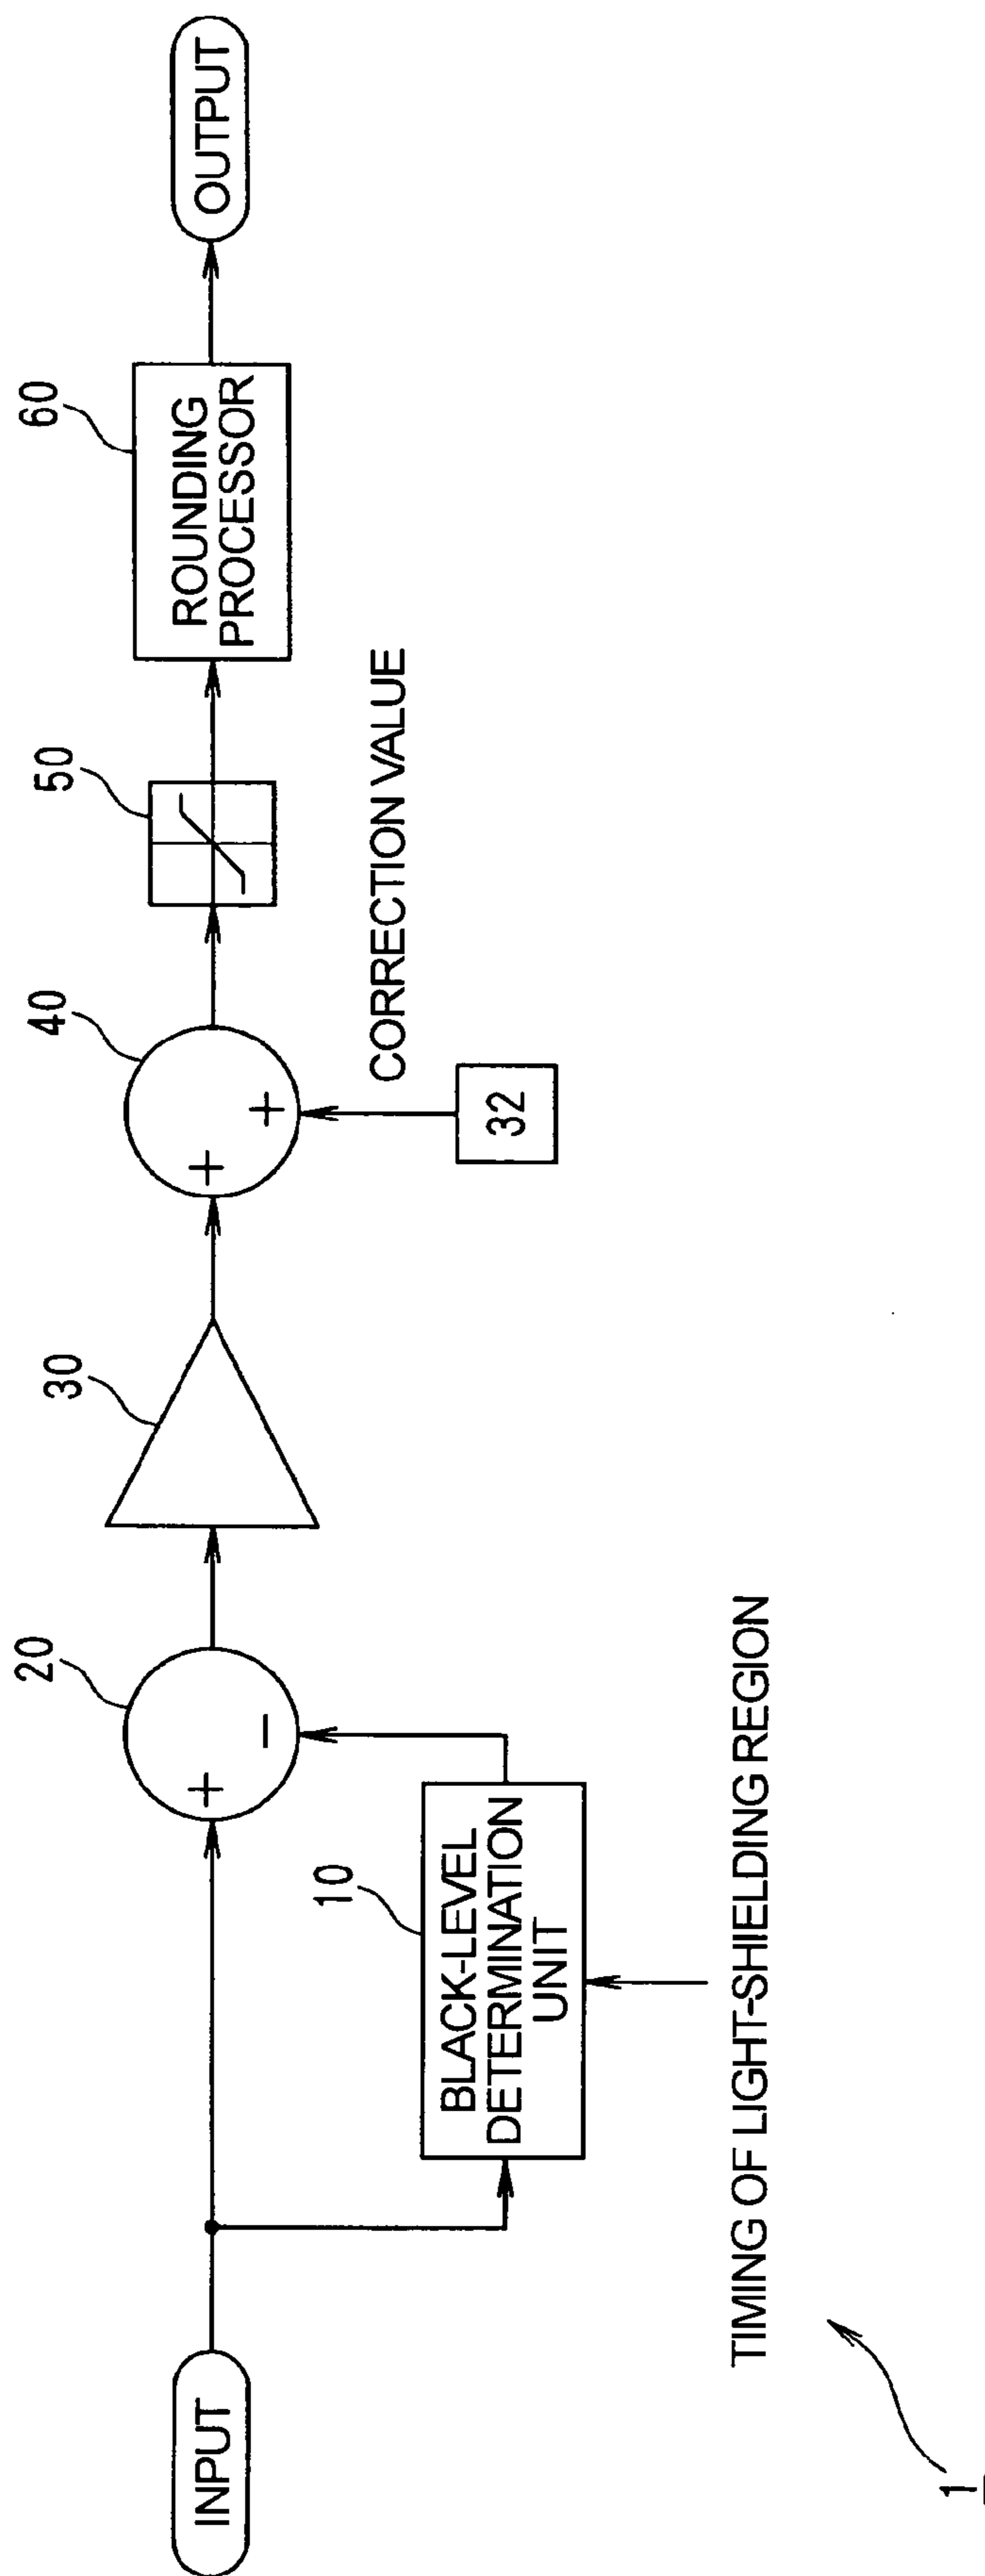 INPUT
10
BLACK-LEVEL
DETERMINATION
UNIT
TIMING OF LIGHT-SHIELDING REGION
20
+
−
30
40
+
+
32
CORRECTION VALUE
50
60
ROUNDING
PROCESSOR
OUTPUT
1